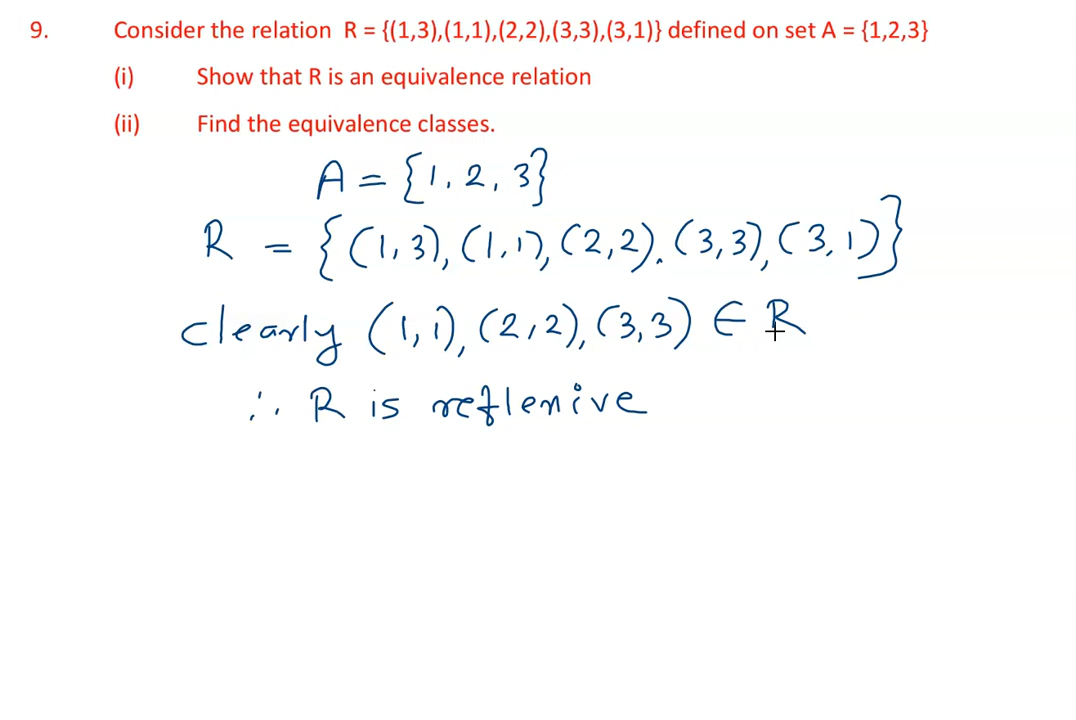 9. Consider the relation R = {(1,3),(1,1),(2,2),(3,3),(3,1)} defined on set A = {1,2,3}
(i) Show that R is an equivalence relation
(ii) Find the equivalence classes.
A = {1, 2, 3}
R = {(1,3), (1,1), (2,2), (3,3), (3,1)}
clearly (1,1), (2,2), (3,3) ∈ R
∴ R is reflexive